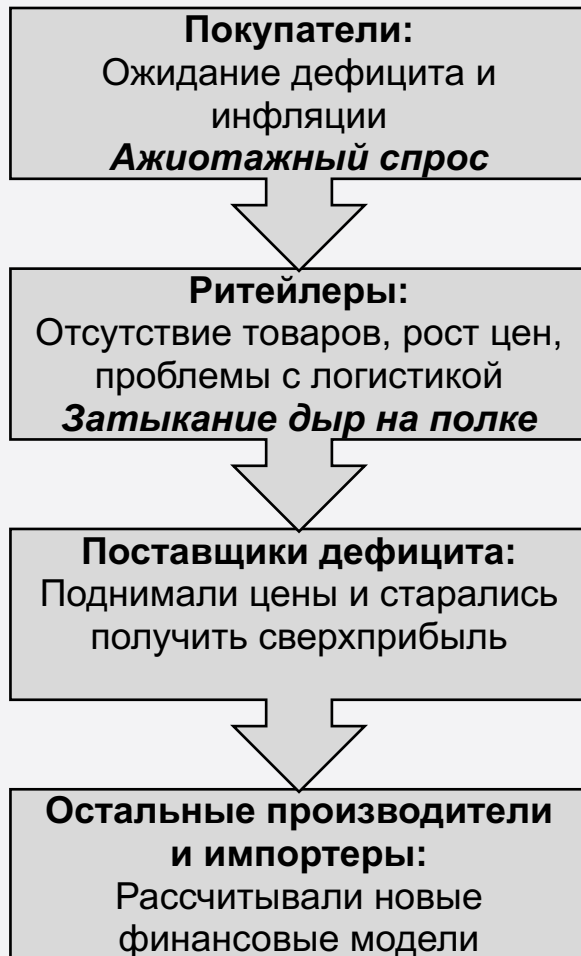 Покупатели:
Ожидание дефицита и
инфляции
Ажиотажный спрос
Ритейлеры:
Отсутствие товаров, рост цен,
проблемы с логистикой
Затыкание дыр на полке
Поставщики дефицита:
Поднимали цены и старались
получить сверхприбыль
Остальные производители
и импортеры:
Рассчитывали новые
финансовые модели